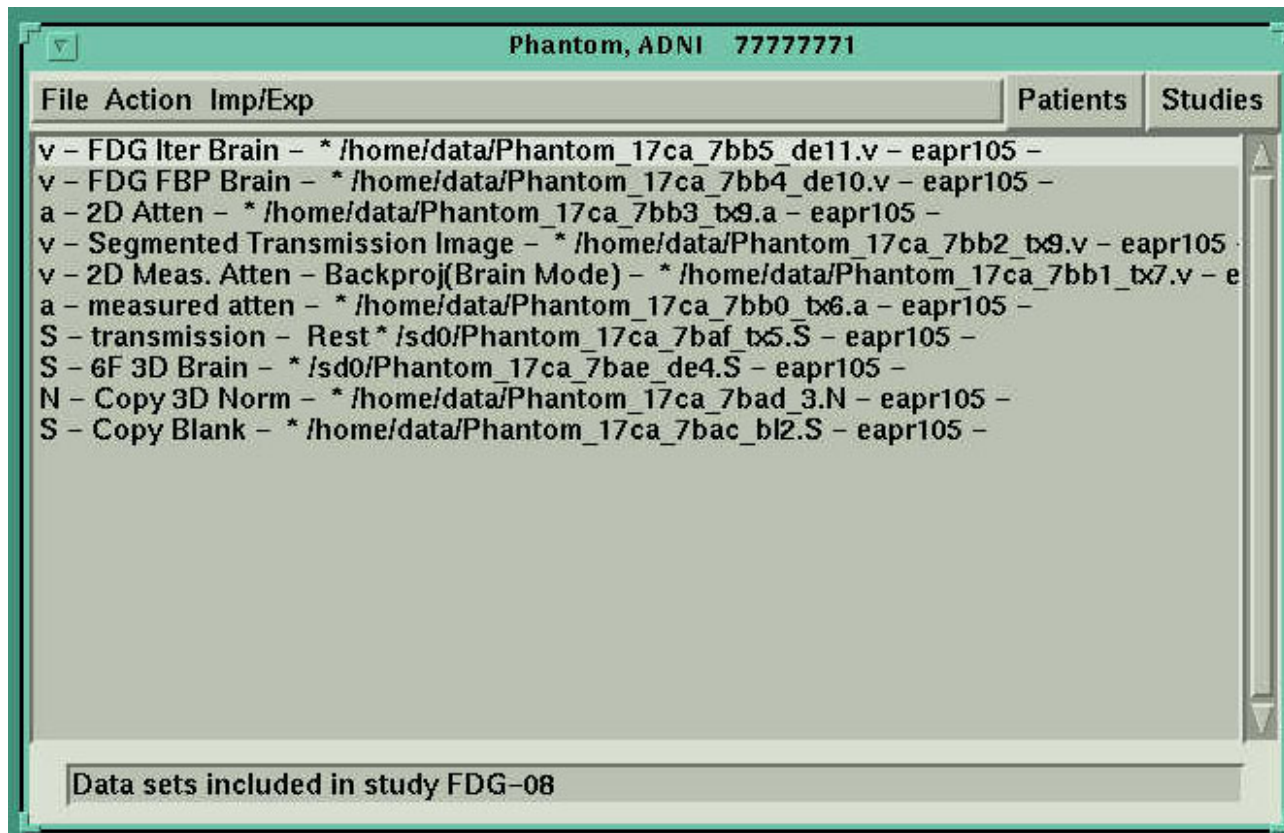 Phantom, ADNI 77777771
File Action Imp/Exp Patients Studies
v – FDG Iter Brain – * /home/data/Phantom_17ca_7bb5_de11.v – eapr105 –
v – FDG FBP Brain – * /home/data/Phantom_17ca_7bb4_de10.v – eapr105 –
a – 2D Atten – * /home/data/Phantom_17ca_7bb3_tx9.a – eapr105 –
v – Segmented Transmission Image – * /home/data/Phantom_17ca_7bb2_tx9.v – eapr105 -
v – 2D Meas. Atten – Backproj(Brain Mode) – * /home/data/Phantom_17ca_7bb1_tx7.v – e
a – measured atten – * /home/data/Phantom_17ca_7bb0_tx6.a – eapr105 –
S – transmission – Rest * /sd0/Phantom_17ca_7baf_tx5.S – eapr105 –
S – 6F 3D Brain – * /sd0/Phantom_17ca_7bae_de4.S – eapr105 –
N – Copy 3D Norm – * /home/data/Phantom_17ca_7bad_3.N – eapr105 –
S – Copy Blank – * /home/data/Phantom_17ca_7bac_bl2.S – eapr105 –
Data sets included in study FDG–08